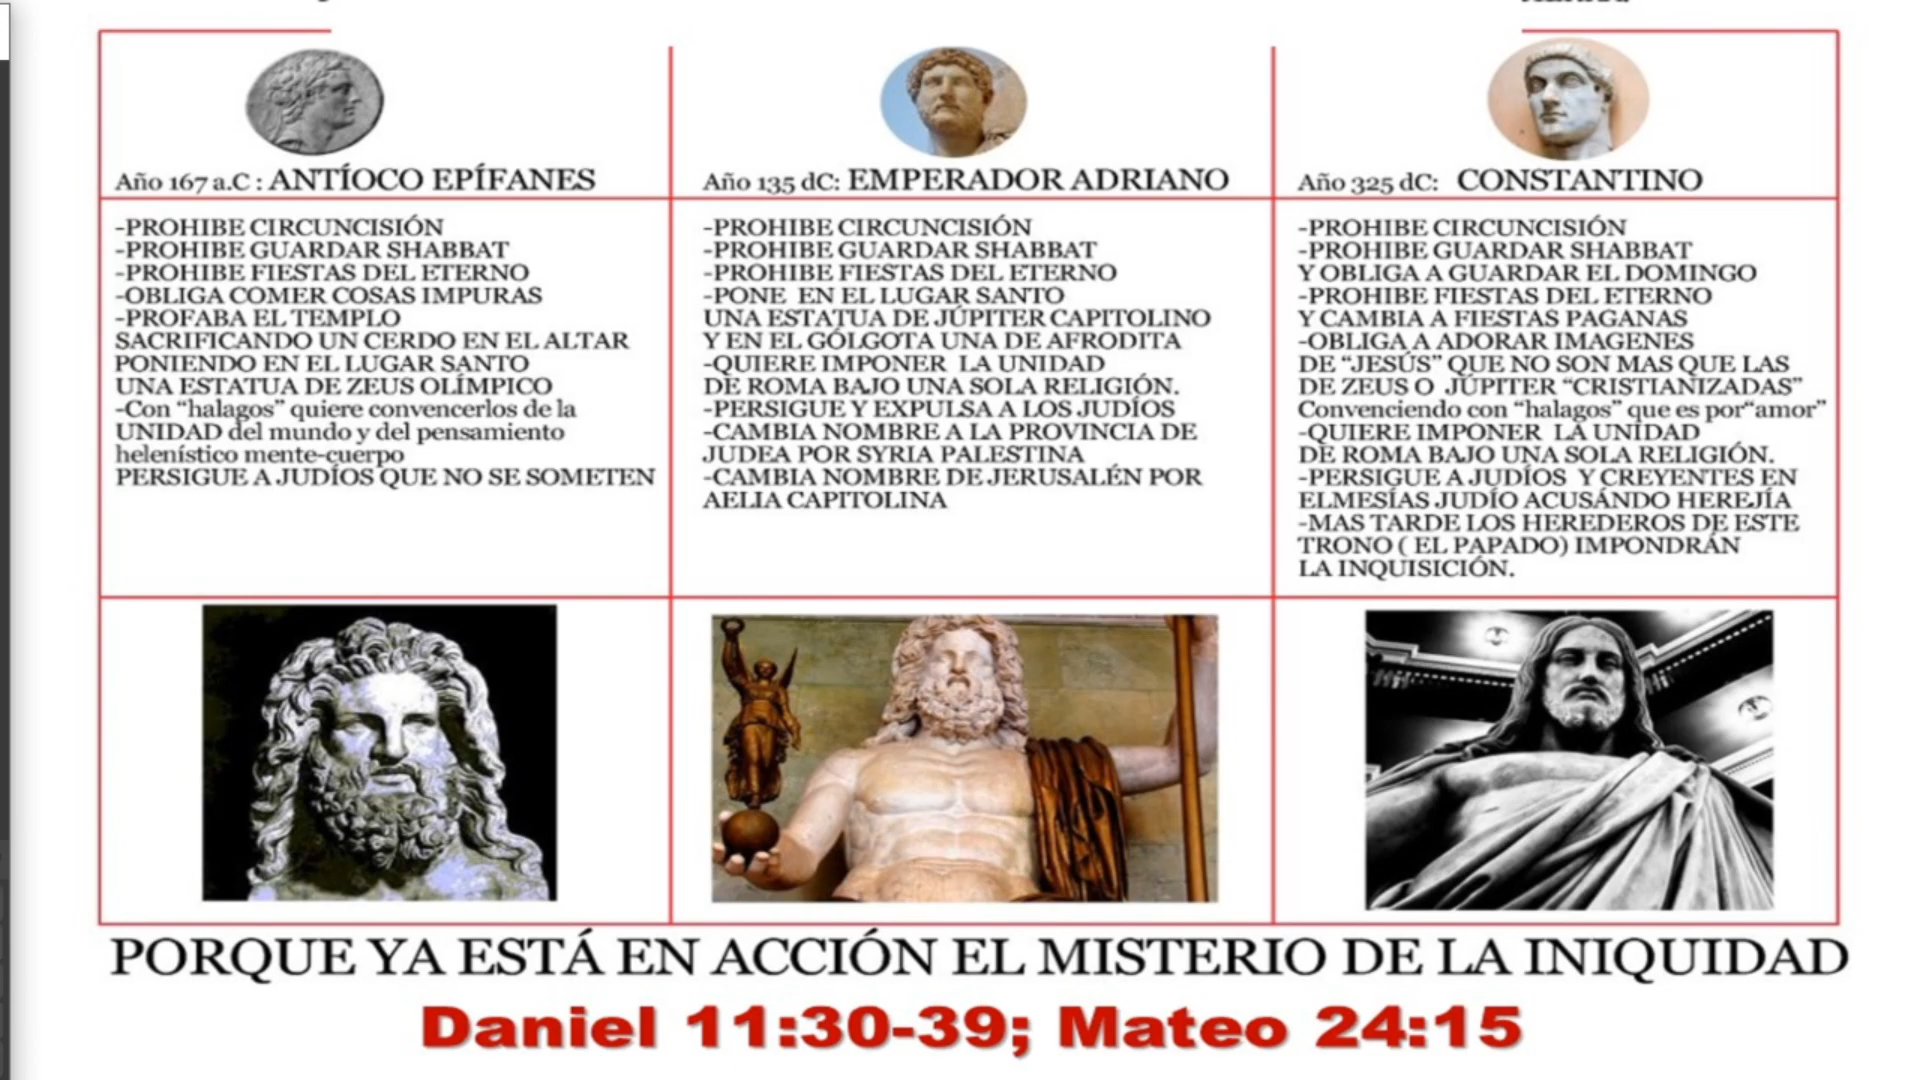 Año 167 a.C : ANTÍOCO EPÍFANES
-PROHIBE CIRCUNCISIÓN
-PROHIBE GUARDAR SHABBAT
-PROHIBE FIESTAS DEL ETERNO
-OBLIGA COMER COSAS IMPURAS
-PROFABA EL TEMPLO
SACRIFICANDO UN CERDO EN EL ALTAR
PONIENDO EN EL LUGAR SANTO
UNA ESTATUA DE ZEUS OLÍMPICO
-Con “halagos” quiere convencerlos de la
UNIDAD del mundo y del pensamiento
helenístico mente-cuerpo
PERSIGUE A JUDÍOS QUE NO SE SOMETEN
Año 135 dC: EMPERADOR ADRIANO
-PROHIBE CIRCUNCISIÓN
-PROHIBE GUARDAR SHABBAT
-PROHIBE FIESTAS DEL ETERNO
-PONE EN EL LUGAR SANTO
UNA ESTATUA DE JÚPITER CAPITOLINO
Y EN EL GÓLGOTA UNA DE AFRODITA
-QUIERE IMPONER LA UNIDAD
DE ROMA BAJO UNA SOLA RELIGIÓN.
-PERSIGUE Y EXPULSA A LOS JUDÍOS
-CAMBIA NOMBRE A LA PROVINCIA DE
JUDEA POR SYRIA PALESTINA
-CAMBIA NOMBRE DE JERUSALÉN POR
AELIA CAPITOLINA
Año 325 dC: CONSTANTINO
-PROHIBE CIRCUNCISIÓN
-PROHIBE GUARDAR SHABBAT
Y OBLIGA A GUARDAR EL DOMINGO
-PROHIBE FIESTAS DEL ETERNO
Y CAMBIA A FIESTAS PAGANAS
-OBLIGA A ADORAR IMAGENES
DE “JESÚS” QUE NO SON MAS QUE LAS
DE ZEUS O JÚPITER “CRISTIANIZADAS”
Convenciendo con “halagos” que es por“amor”
-QUIERE IMPONER LA UNIDAD
DE ROMA BAJO UNA SOLA RELIGIÓN.
-PERSIGUE A JUDÍOS Y CREYENTES EN
ELMESÍAS JUDÍO ACUSÁNDO HEREJÍA
-MAS TARDE LOS HEREDEROS DE ESTE
TRONO ( EL PAPADO) IMPONDRÁN
LA INQUISICIÓN.
PORQUE YA ESTÁ EN ACCIÓN EL MISTERIO DE LA INIQUIDAD
Daniel 11:30-39; Mateo 24:15